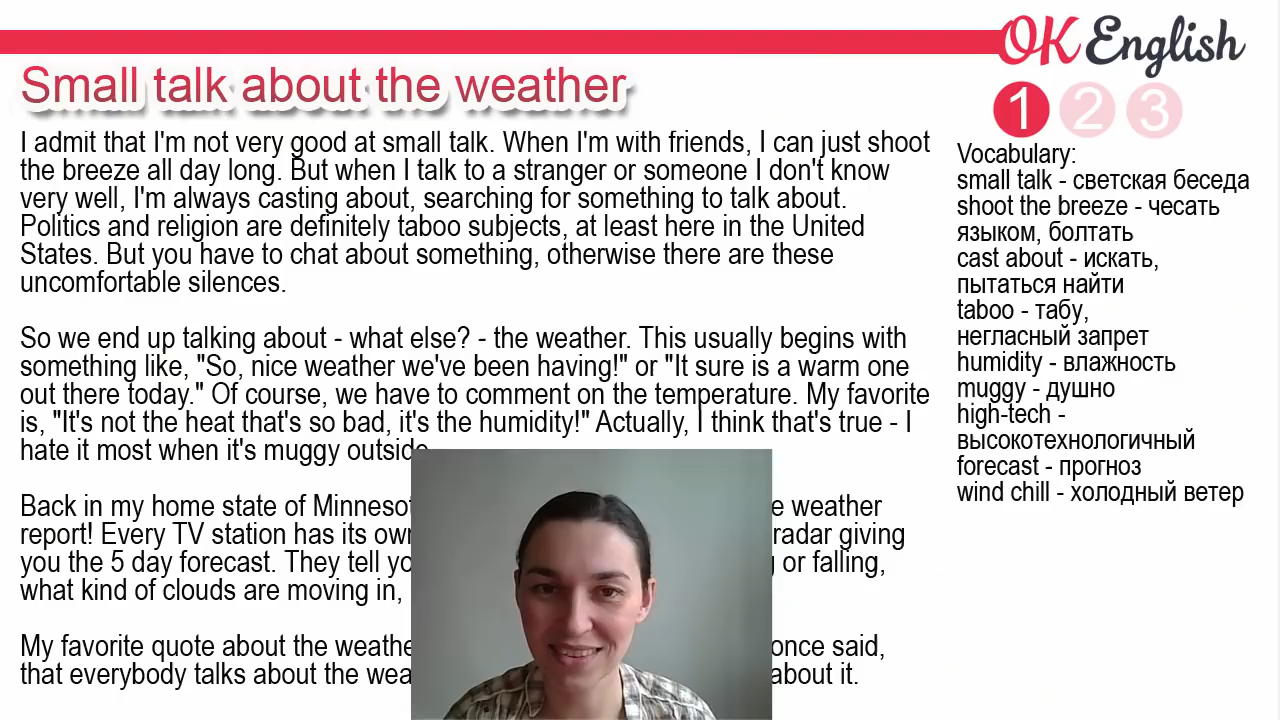 OK English
Small talk about the weather
1 2 3
I admit that I'm not very good at small talk. When I'm with friends, I can just shoot
the breeze all day long. But when I talk to a stranger or someone I don't know
very well, I'm always casting about, searching for something to talk about.
Politics and religion are definitely taboo subjects, at least here in the United
States. But you have to chat about something, otherwise there are these
uncomfortable silences.
So we end up talking about - what else? - the weather. This usually begins with
something like, "So, nice weather we've been having!" or "It sure is a warm one
out there today." Of course, we have to comment on the temperature. My favorite
is, "It's not the heat that's so bad, it's the humidity!" Actually, I think that's true - I
hate it most when it's muggy outside.
Back in my home state of weather
report! Every TV station has its radar giving
you the 5 day forecast. They tell or falling,
what kind of clouds are moving in,
My favorite quote about the once said,
that everybody talks about the about it.
Vocabulary:
small talk - светская беседа
shoot the breeze - чесать
языком, болтать
cast about - искать,
пытаться найти
taboo - табу,
негласный запрет
humidity - влажность
muggy - душно
high-tech -
высокотехнологичный
forecast - прогноз
wind chill - холодный ветер